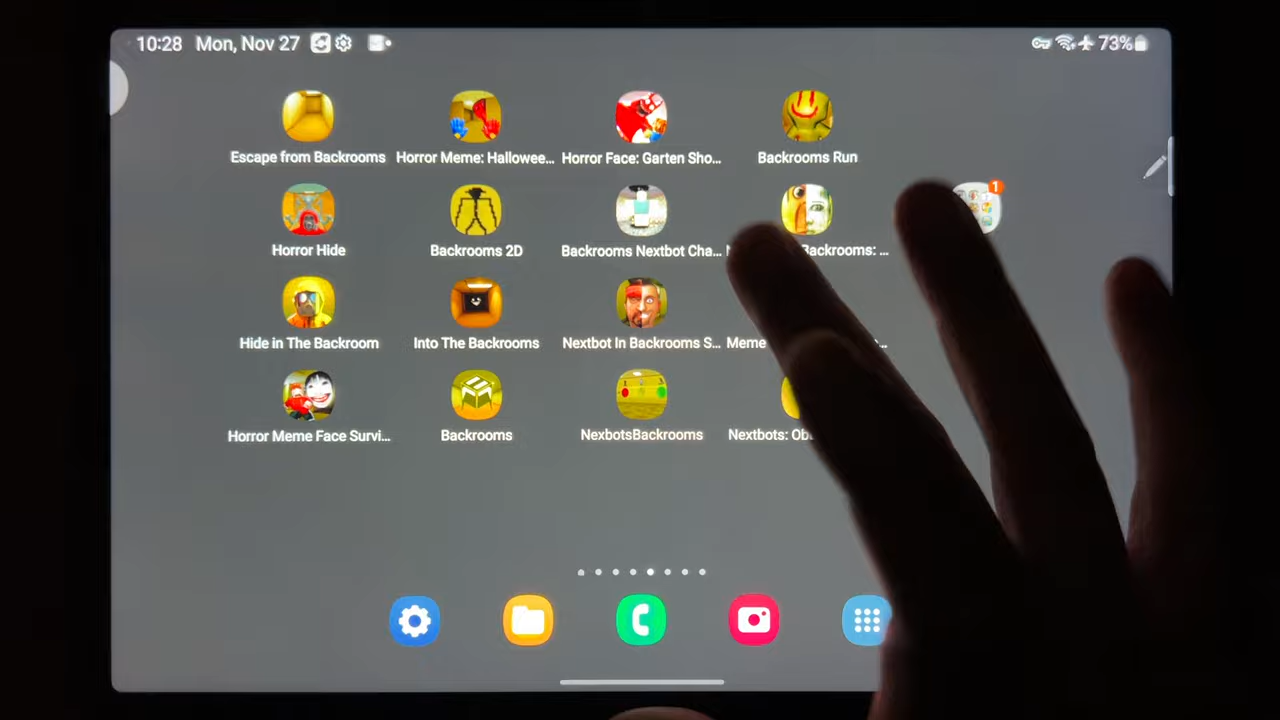 10:28 Mon, Nov 27 73%
Escape from Backrooms Horror Meme: Hallowee... Horror Face: Garten Sho... Backrooms Run
1
Horror Hide Backrooms 2D Backrooms Nextbot Cha... Backrooms: ...
Hide in The Backroom Into The Backrooms Nextbot In Backrooms S... Meme
Horror Meme Face Survi... Backrooms NexbotsBackrooms Nextbots: